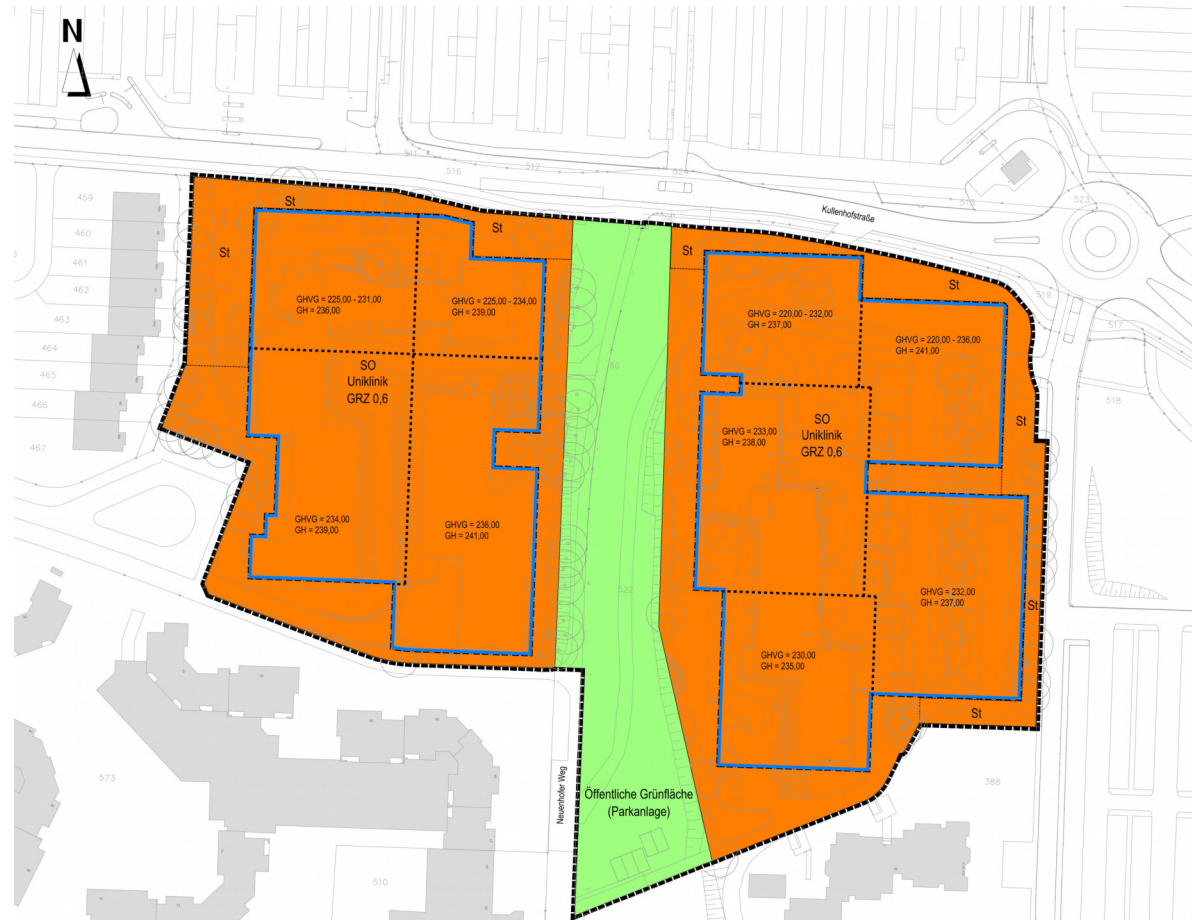 N
511
516
512
524
513
523
Kullenhofstraße
459
460
461
462
463
464
465
466
467
St
St
St
St
St
519
517
518
GHVG = 225,00 - 231,00
GH = 236,00
GHVG = 225,00 - 234,00
GH = 239,00
GHVG = 220,00 - 232,00
GH = 237,00
GHVG = 220,00 - 236,00
GH = 241,00
SO
Uniklinik
GRZ 0,6
86
SO
Uniklinik
GRZ 0,6
GHVG = 233,00
GH = 238,00
St
GHVG = 234,00
GH = 239,00
GHVG = 236,00
GH = 241,00
522
GHVG = 232,00
GH = 237,00
St
GHVG = 230,00
GH = 235,00
St
573
Neuenhofer Weg
Öffentliche Grünfläche
(Parkanlage)
388
510